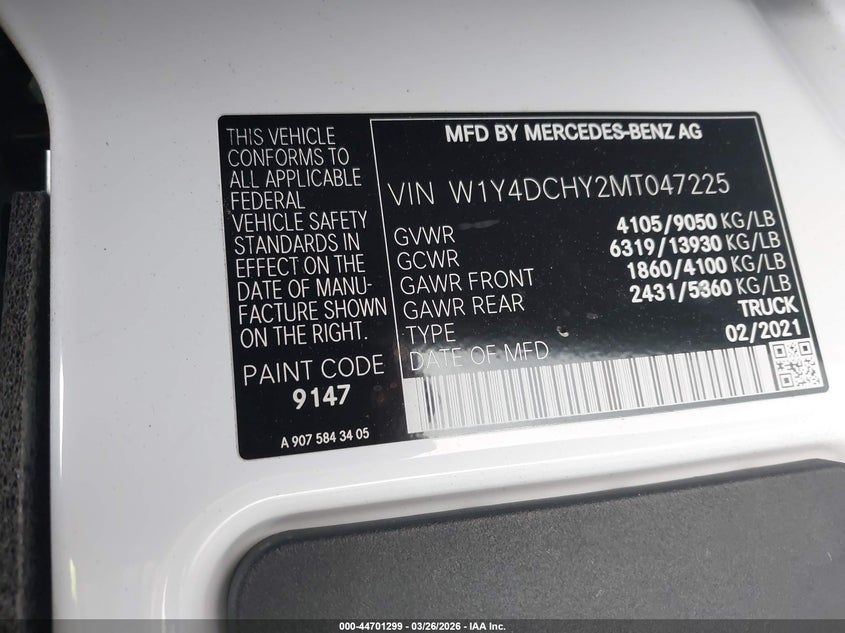 THIS VEHICLE
CONFORMS TO
ALL APPLICABLE
FEDERAL
VEHICLE SAFETY
STANDARDS IN
EFFECT ON THE
DATE OF MANU-
FACTURE SHOWN
ON THE RIGHT.
PAINT CODE
9147
A 907 584 34 05
MFD BY MERCEDES-BENZ AG
VIN W1Y4DCHY2MT047225
GVWR 4105/9050 KG/LB
GCWR 6319/13930 KG/LB
GAWR FRONT 1860/4100 KG/LB
GAWR REAR 2431/5360 KG/LB
TYPE TRUCK
DATE OF MFD 02/2021
000-44701299 | 03/26/2026 | IAA Inc.